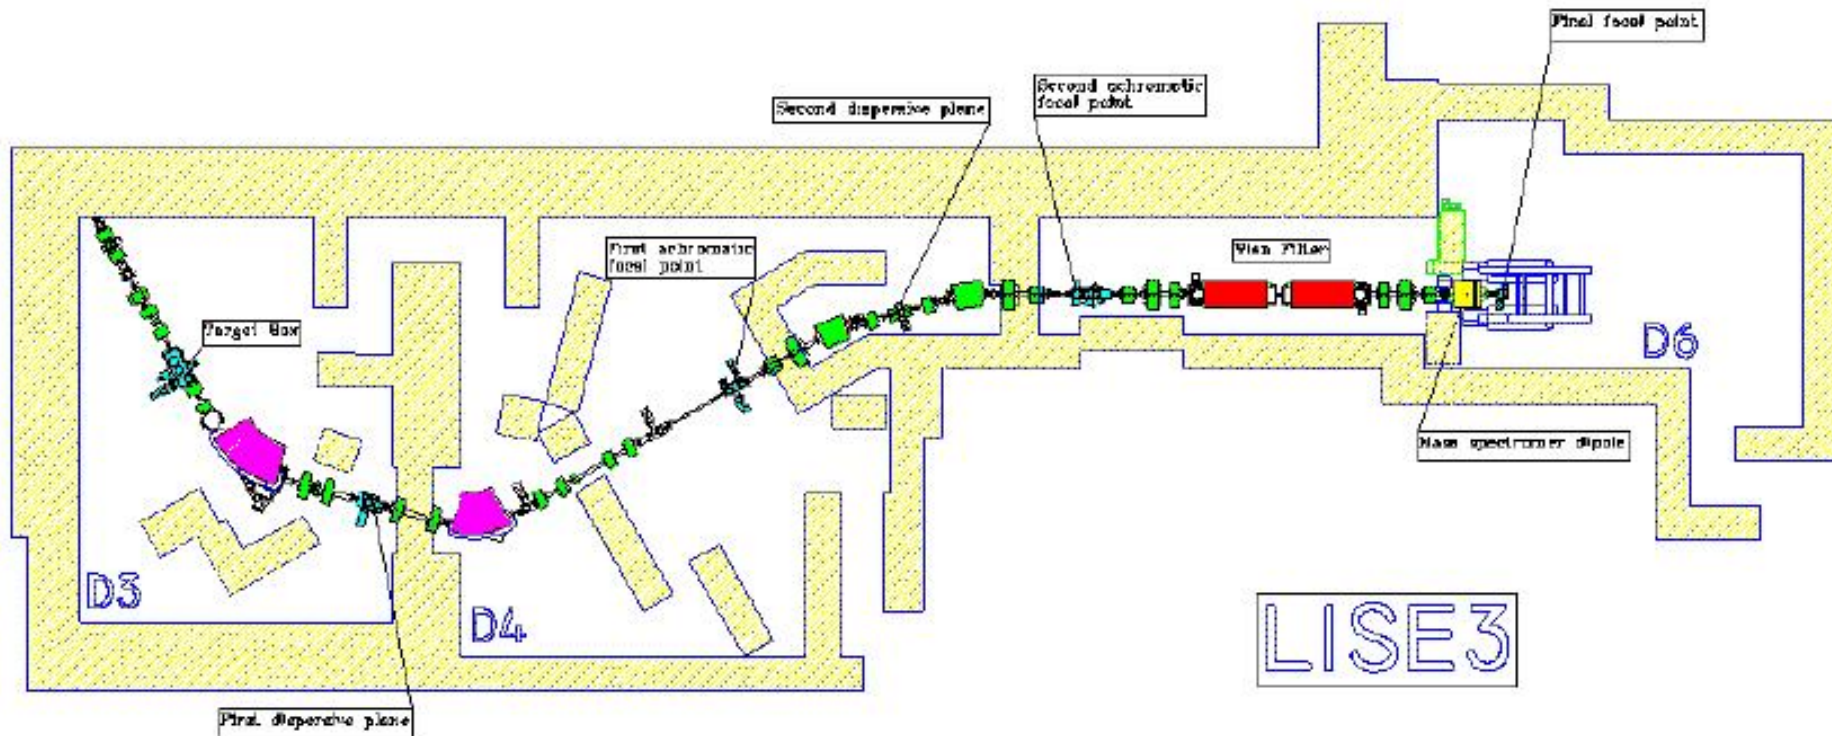 Final focal point
Second achromatic
focal point
Second dispersive plane
First achromatic
focal point
Wien Filter
Target Box
D6
Mass spectromer dipole
D3
D4
LISE3
First dispersive plane